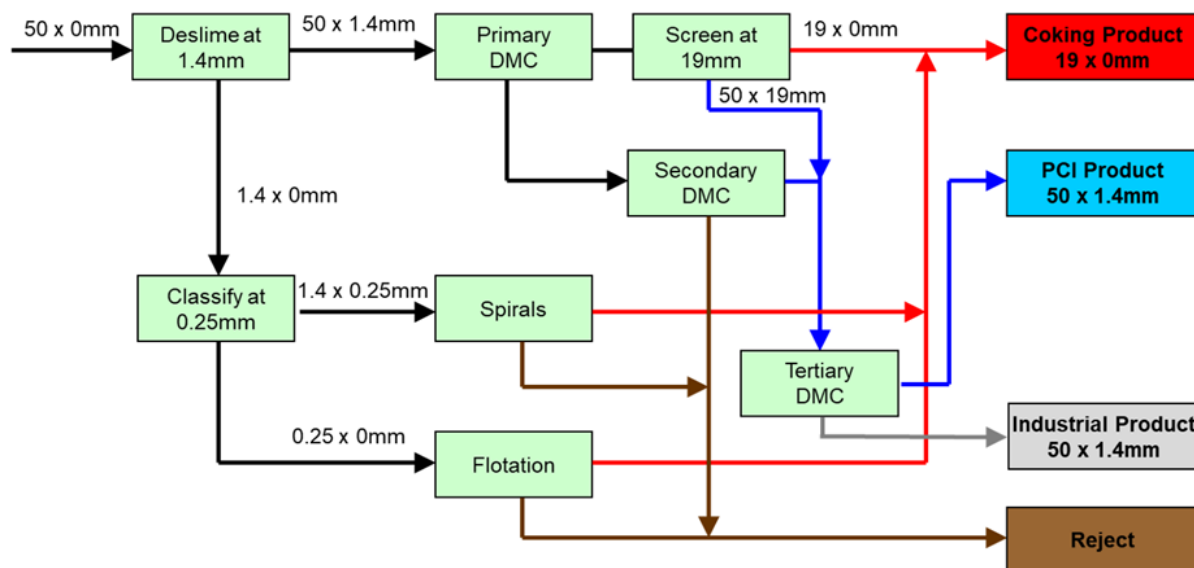 50 x 0mm
Deslime at
1.4mm
50 x 1.4mm
Primary
DMC
Screen at
19mm
19 x 0mm
Coking Product
19 x 0mm
50 x 19mm
Secondary
DMC
PCI Product
50 x 1.4mm
1.4 x 0mm
Classify at
0.25mm
1.4 x 0.25mm
Spirals
Tertiary
DMC
Industrial Product
50 x 1.4mm
0.25 x 0mm
Flotation
Reject